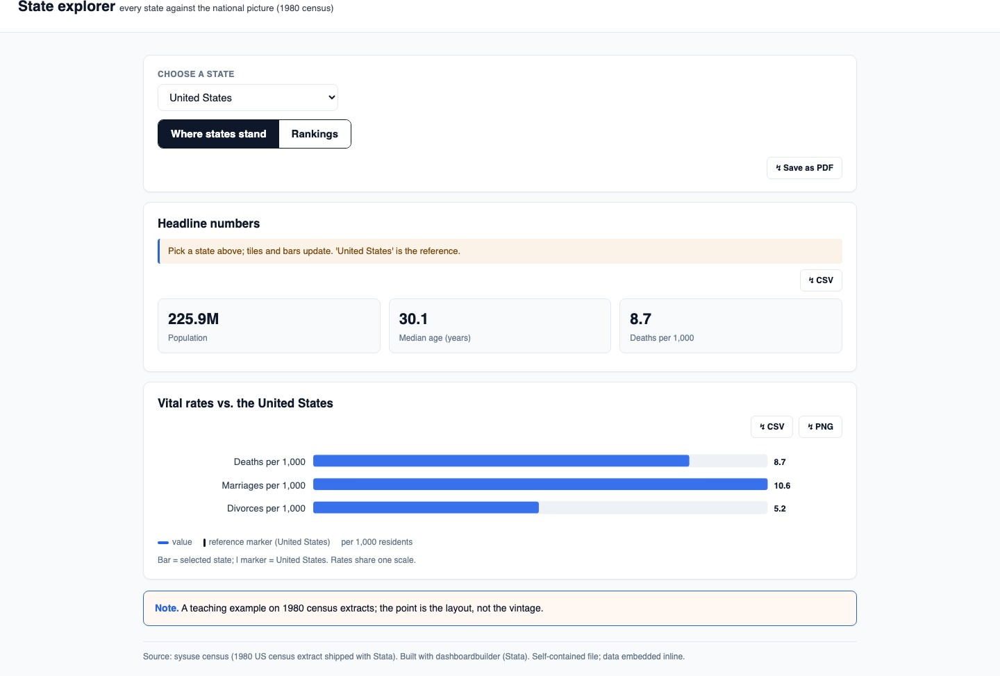 State explorer every state against the national picture (1980 census)
CHOOSE A STATE
United States
Where states stand Rankings
↯ Save as PDF
Headline numbers
Pick a state above; tiles and bars update. 'United States' is the reference.
↯ CSV
225.9M 30.1 8.7
Population Median age (years) Deaths per 1,000
Vital rates vs. the United States
↯ CSV ↯ PNG
Deaths per 1,000 8.7
Marriages per 1,000 10.6
Divorces per 1,000 5.2
value reference marker (United States) per 1,000 residents
Bar = selected state; | marker = United States. Rates share one scale.
Note. A teaching example on 1980 census extracts; the point is the layout, not the vintage.
Source: sysuse census (1980 US census extract shipped with Stata). Built with dashboardbuilder (Stata). Self-contained file; data embedded inline.